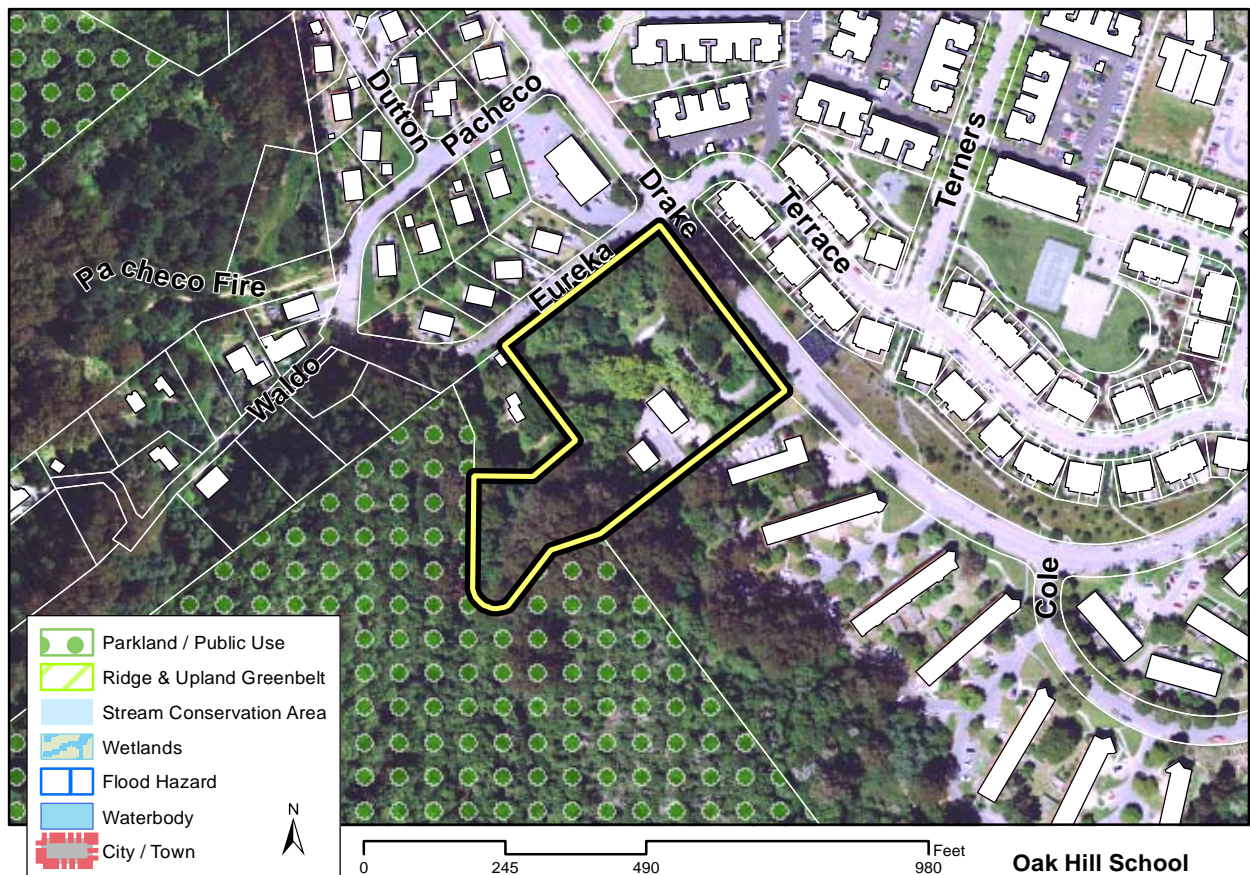 Dutton
Pacheco
Drake
Terrace
Terners
Eureka
Pa checo Fire
Waldo
Cole
Parkland / Public Use
Ridge & Upland Greenbelt
Stream Conservation Area
Wetlands
Flood Hazard
Waterbody
City / Town
N
Feet
0 245 490 980
Oak Hill School